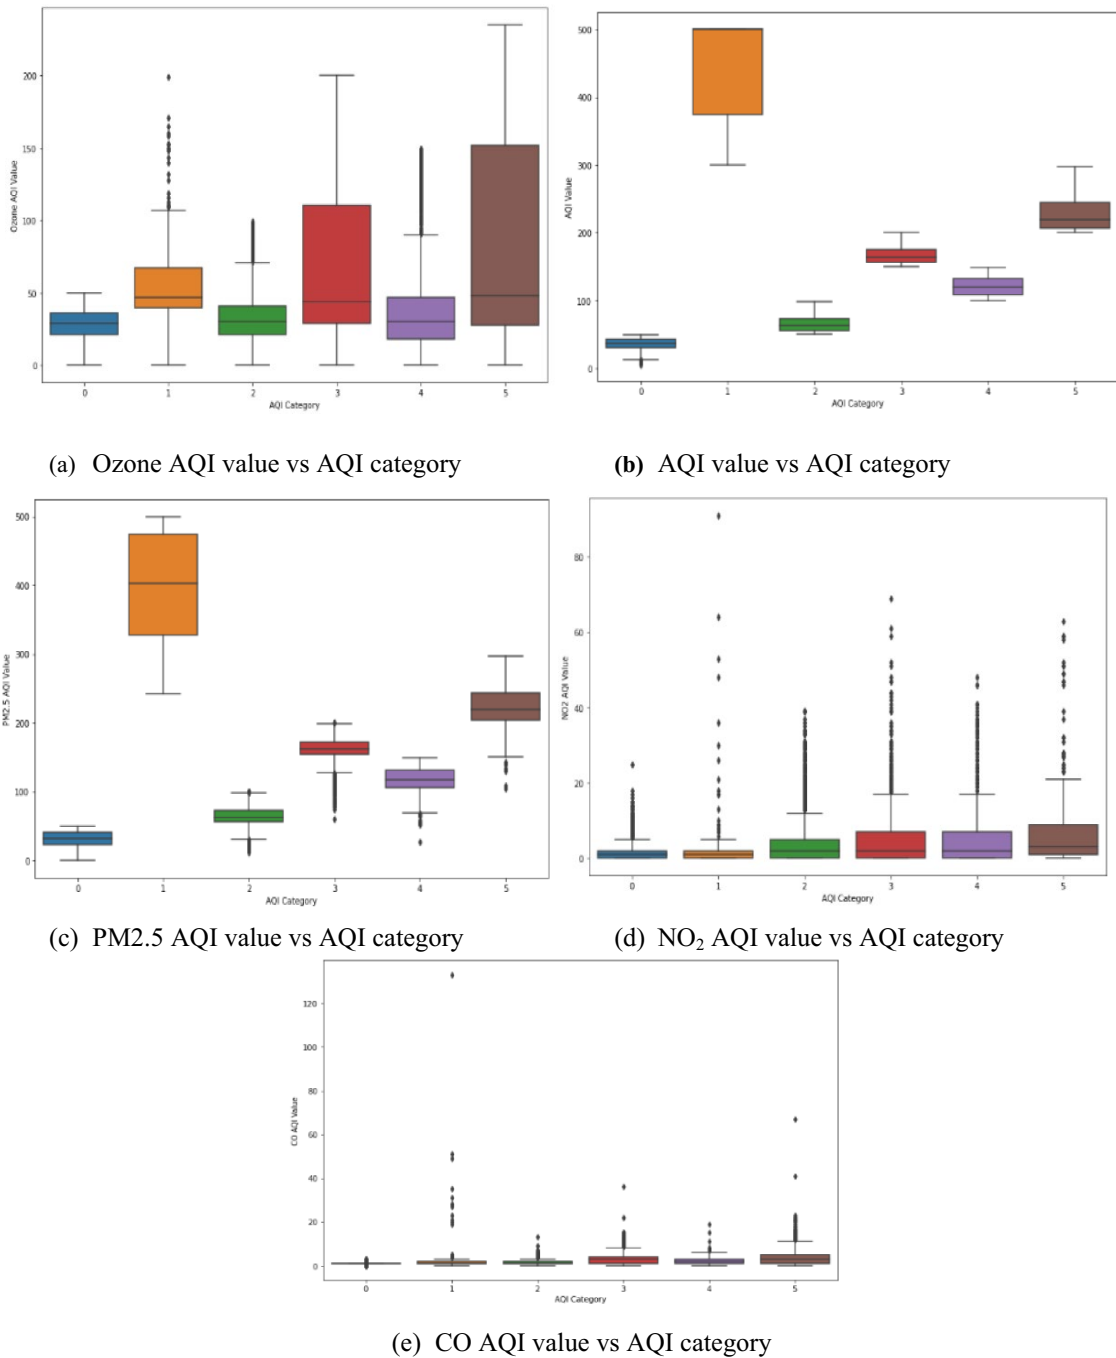 200
150
100
50
0
Ozone AQI Value
0 1 2 3 4 5
AQI Category
500
400
300
200
100
0
AQI Value
0 1 2 3 4 5
AQI Category
(a) Ozone AQI value vs AQI category
(b) AQI value vs AQI category
500
400
300
200
100
0
PM2.5 AQI Value
0 1 2 3 4 5
AQI Category
80
60
40
20
0
NO2 AQI Value
0 1 2 3 4 5
AQI Category
(c) PM2.5 AQI value vs AQI category
(d) NO₂ AQI value vs AQI category
120
100
80
60
40
20
0
CO AQI Value
0 1 2 3 4 5
AQI Category
(e) CO AQI value vs AQI category